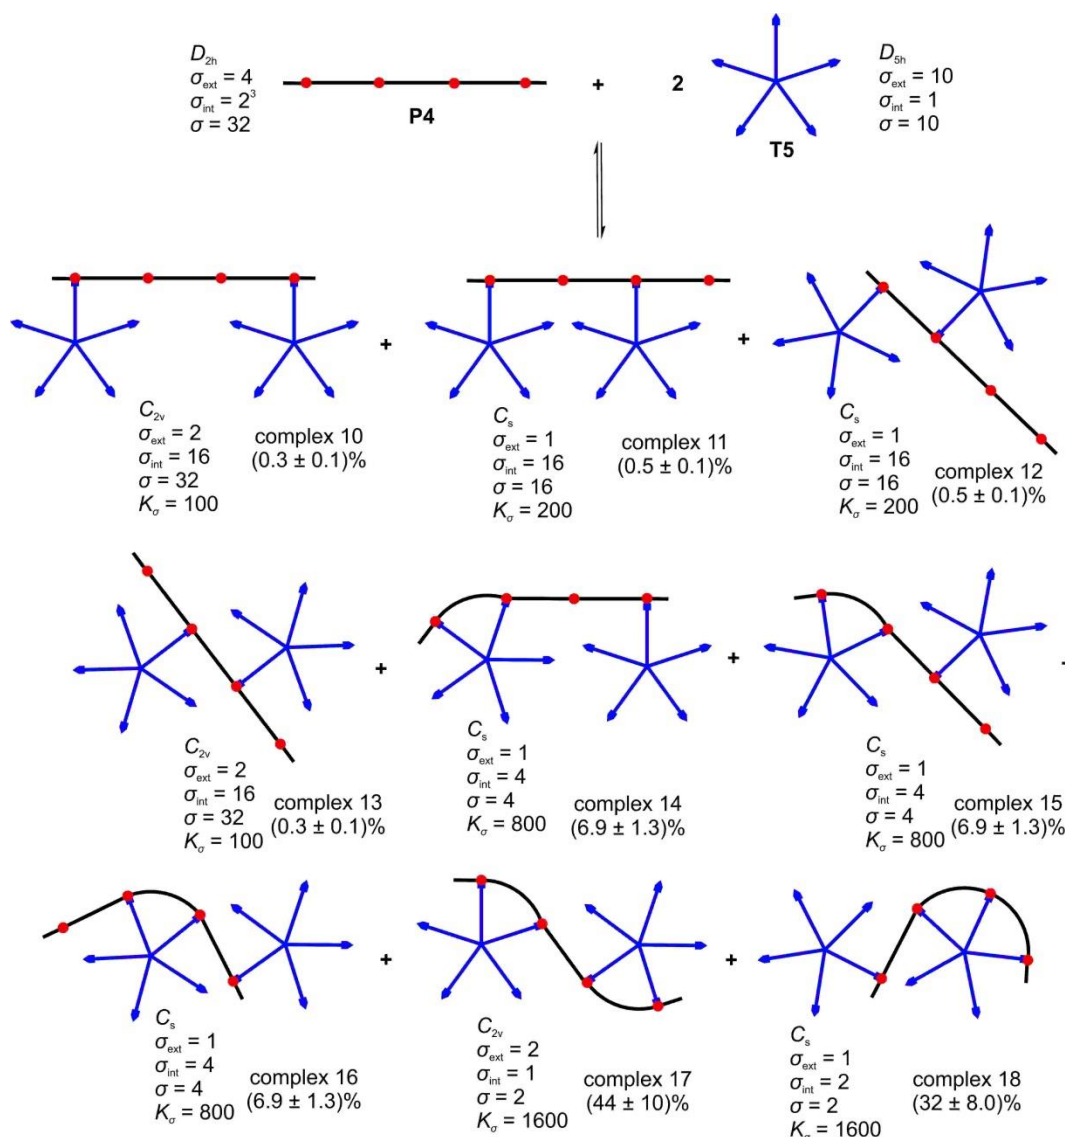 D2h
σext = 4
σint = 2³
σ = 32
P4
+
2
T5
D5h
σext = 10
σint = 1
σ = 10
+
+
C2v
σext = 2
σint = 16
σ = 32
Kσ = 100
complex 10
(0.3 ± 0.1)%
Cs
σext = 1
σint = 16
σ = 16
Kσ = 200
complex 11
(0.5 ± 0.1)%
Cs
σext = 1
σint = 16
σ = 16
Kσ = 200
complex 12
(0.5 ± 0.1)%
+
+
C2v
σext = 2
σint = 16
σ = 32
Kσ = 100
complex 13
(0.3 ± 0.1)%
Cs
σext = 1
σint = 4
σ = 4
Kσ = 800
complex 14
(6.9 ± 1.3)%
Cs
σext = 1
σint = 4
σ = 4
Kσ = 800
complex 15
(6.9 ± 1.3)%
+
+
Cs
σext = 1
σint = 4
σ = 4
Kσ = 800
complex 16
(6.9 ± 1.3)%
C2v
σext = 2
σint = 1
σ = 2
Kσ = 1600
complex 17
(44 ± 10)%
Cs
σext = 1
σint = 2
σ = 2
Kσ = 1600
complex 18
(32 ± 8.0)%